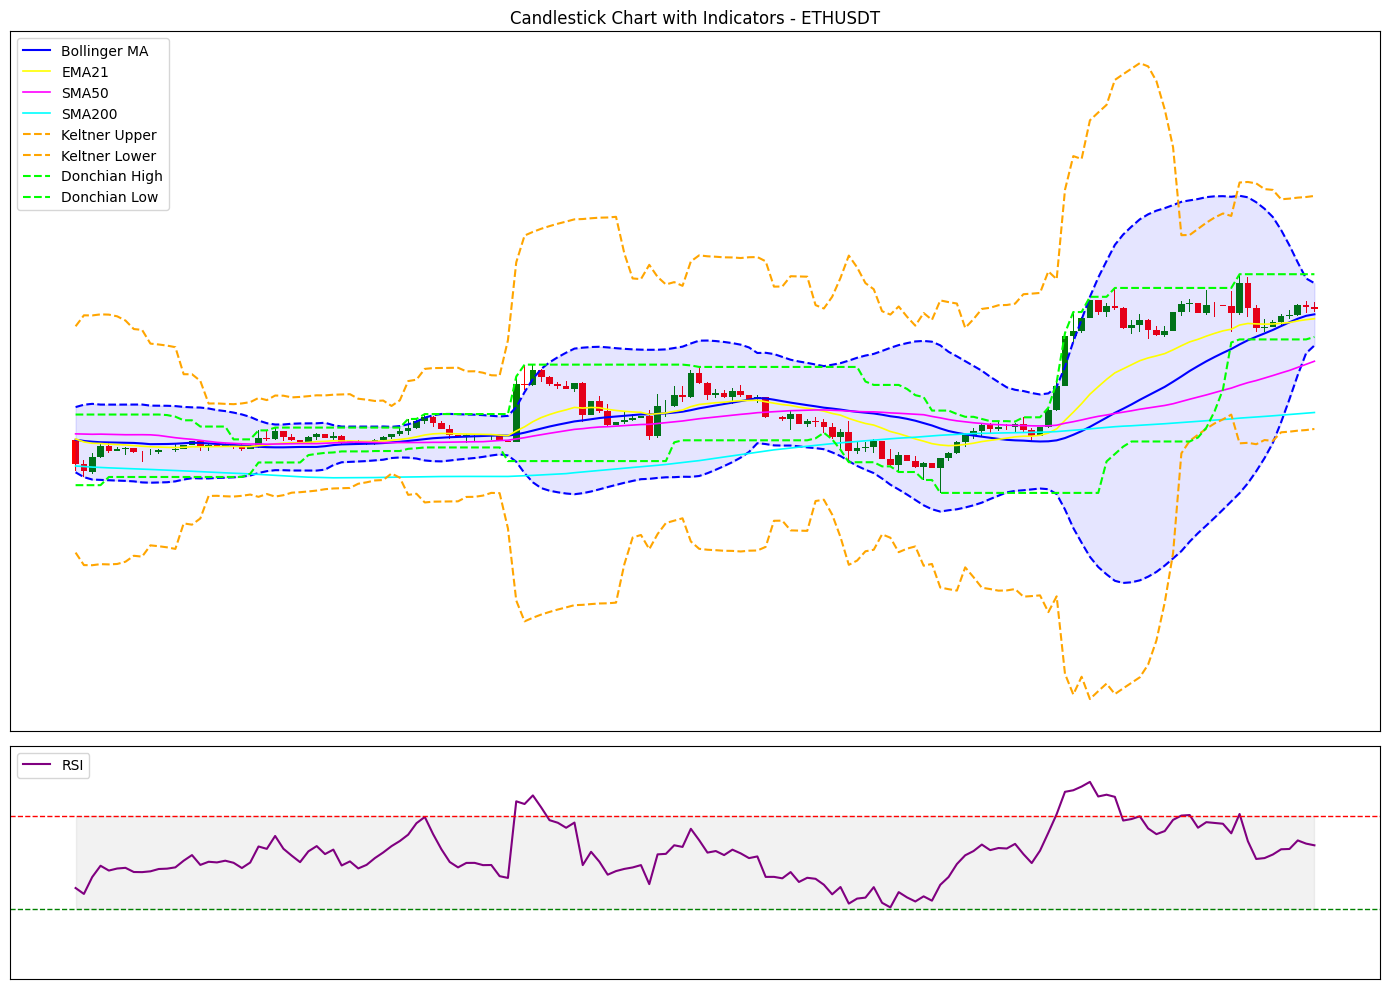 Candlestick Chart with Indicators - ETHUSDT
Bollinger MA
EMA21
SMA50
SMA200
Keltner Upper
Keltner Lower
Donchian High
Donchian Low
RSI